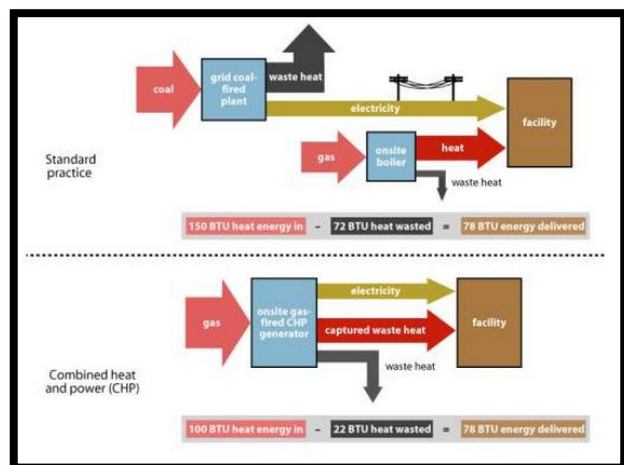 coal
grid coal-
fired
plant
waste heat
electricity
facility
Standard
practice
gas
onsite
boiler
heat
waste heat
150 BTU heat energy in – 72 BTU heat wasted = 78 BTU energy delivered
gas
onsite gas-
fired CHP
generator
electricity
captured waste heat
facility
waste heat
Combined heat
and power (CHP)
100 BTU heat energy in – 22 BTU heat wasted = 78 BTU energy delivered